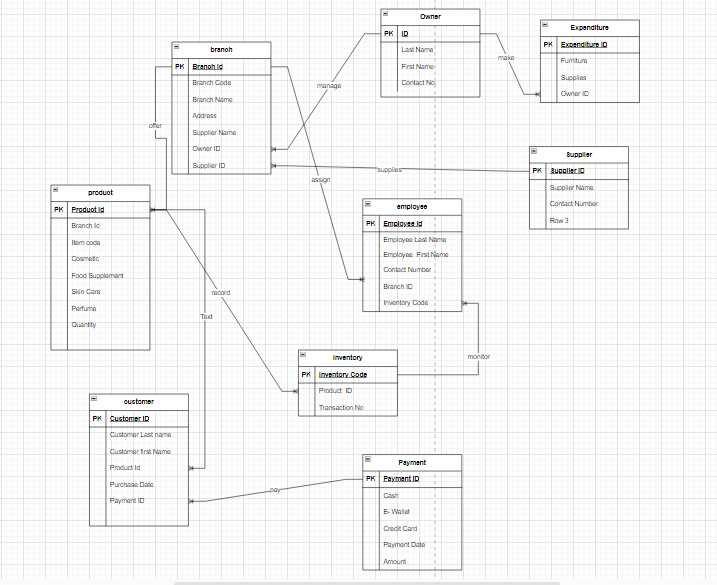 Owner
PK ID
Last Name
First Name
Contact No
make
Expenditure
PK Expenditure ID
Furniture
Supplies
Owner ID
branch
PK Branch Id
Branch Code
Branch Name
Address
Supplier Name
Owner ID
Supplier ID
manage
offer
supplies
assign
Supplier
PK Supplier ID
Supplier Name
Contact Number
Row 3
product
PK Product Id
Branch Id
Item code
Cosmetic
Food Supplement
Skin Care
Perfume
Quantity
employee
PK Employee Id
Employee Last Name
Employee First Name
Contact Number
Branch ID
Inventory Code
record
Text
monitor
Inventory
PK Inventory Code
Product ID
Transaction No
customer
PK Customer ID
Customer Last name
Customer first Name
Product Id
Purchase Date
Payment ID
pay
Payment
PK Payment ID
Cash
E- Wallet
Credit Card
Payment Date
Amount